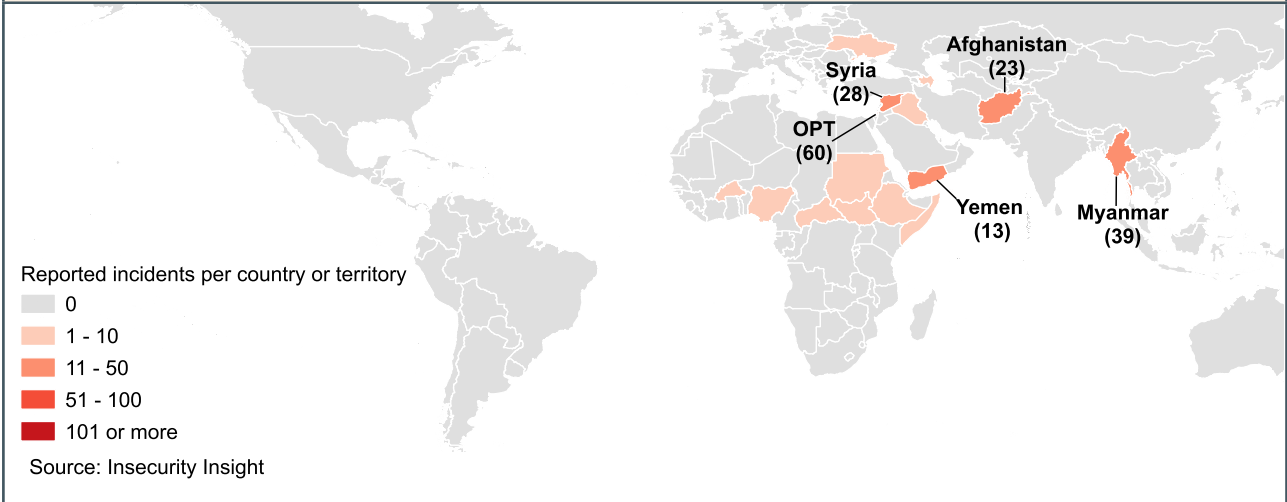 Afghanistan
(23)
Syria
(28)
OPT
(60)
Yemen
(13)
Myanmar
(39)
Reported incidents per country or territory
0
1 - 10
11 - 50
51 - 100
101 or more
Source: Insecurity Insight